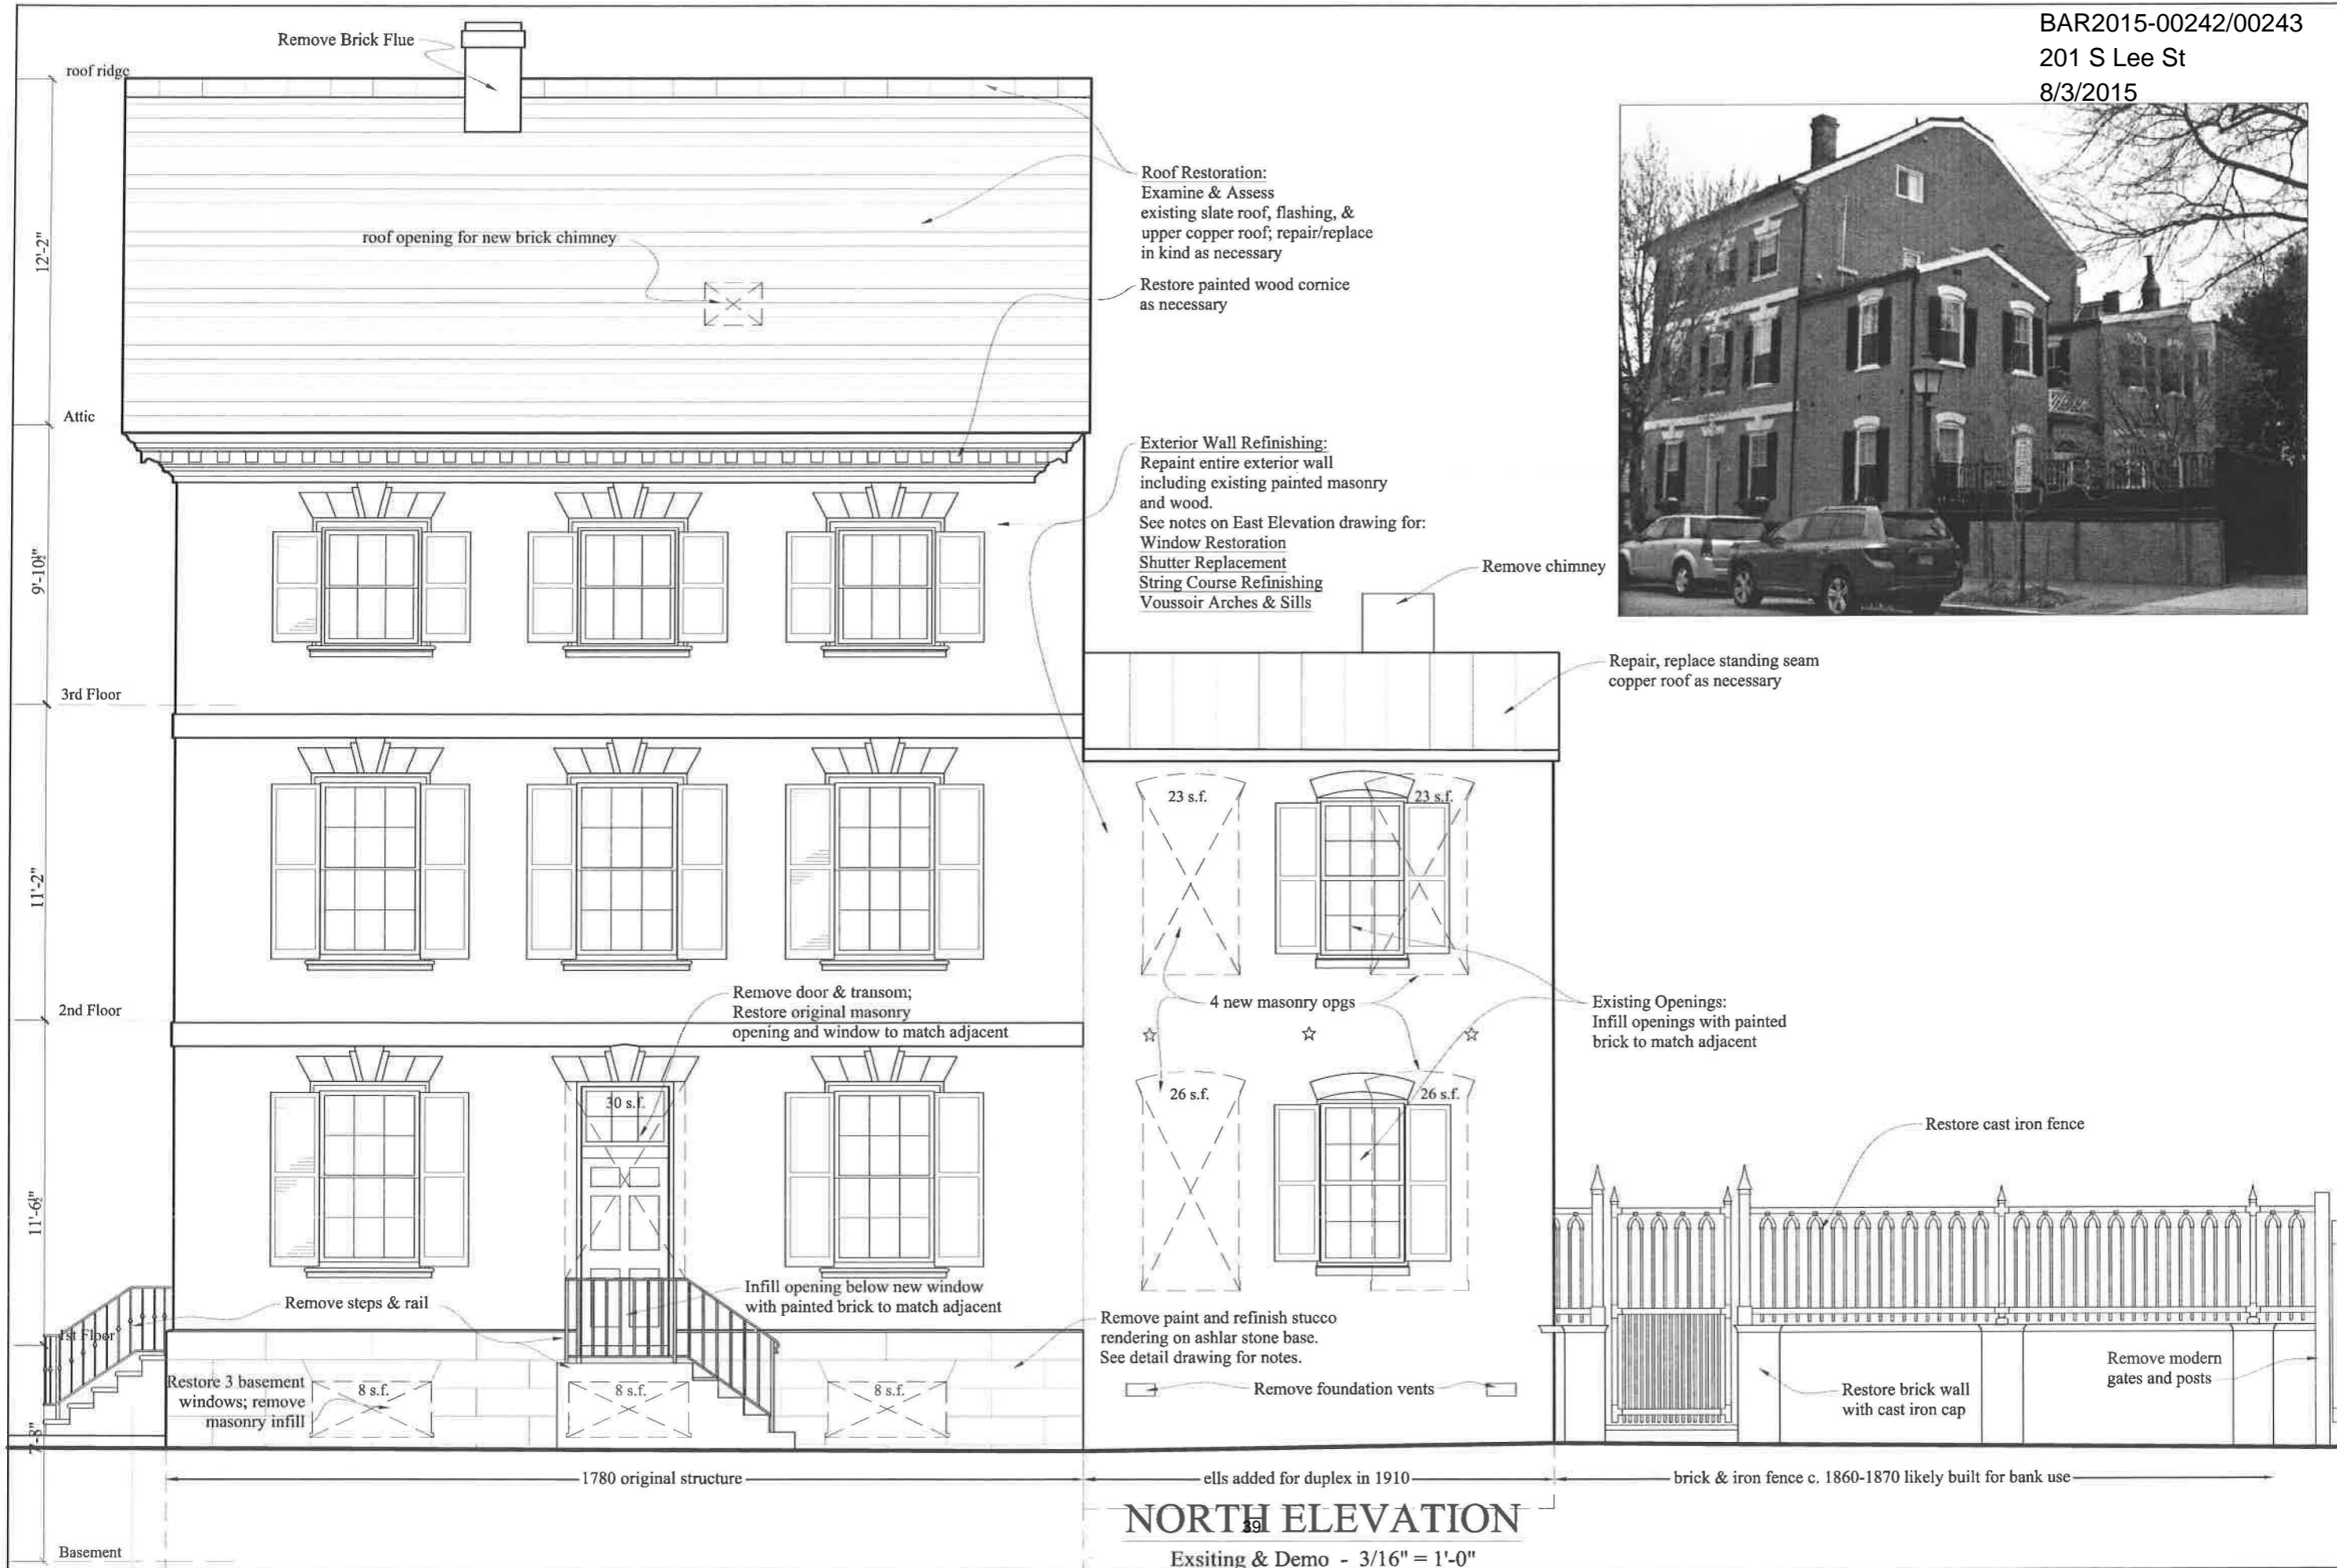 BAR2015-00242/00243
201 S Lee St
8/3/2015
Remove Brick Flue
roof ridge
12'-2"
roof opening for new brick chimney
Roof Restoration:
Examine & Assess
existing slate roof, flashing, &
upper copper roof; repair/replace
in kind as necessary
Restore painted wood cornice
as necessary
Attic
Exterior Wall Refinishing:
Repaint entire exterior wall
including existing painted masonry
and wood.
See notes on East Elevation drawing for:
Window Restoration
Shutter Replacement
String Course Refinishing
Voussoir Arches & Sills
9'-10½"
Remove chimney
Repair, replace standing seam
copper roof as necessary
3rd Floor
23 s.f.
23 s.f.
11'-2"
2nd Floor
Remove door & transom;
Restore original masonry
opening and window to match adjacent
4 new masonry opgs
Existing Openings:
Infill openings with painted
brick to match adjacent
30 s.f.
26 s.f.
26 s.f.
Restore cast iron fence
11'-6½"
Remove steps & rail
Infill opening below new window
with painted brick to match adjacent
1st Floor
Remove paint and refinish stucco
rendering on ashlar stone base.
See detail drawing for notes.
Restore 3 basement
windows; remove
masonry infill
8 s.f.
8 s.f.
8 s.f.
Remove foundation vents
Restore brick wall
with cast iron cap
Remove modern
gates and posts
7'-8"
1780 original structure
ells added for duplex in 1910
brick & iron fence c. 1860-1870 likely built for bank use
NORTH ELEVATION
39
Exsiting & Demo - 3/16" = 1'-0"
Basement